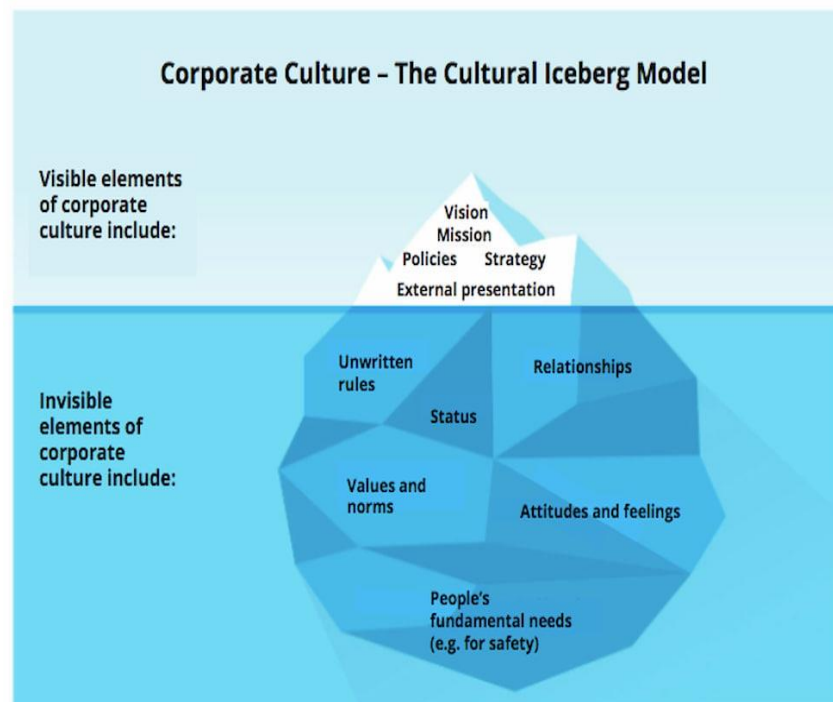 Corporate Culture – The Cultural Iceberg Model
Visible elements
of corporate
culture include:
Vision
Mission
Policies Strategy
External presentation
Invisible
elements of
corporate
culture include:
Unwritten
rules
Relationships
Status
Values and
norms
Attitudes and feelings
People’s
fundamental needs
(e.g. for safety)